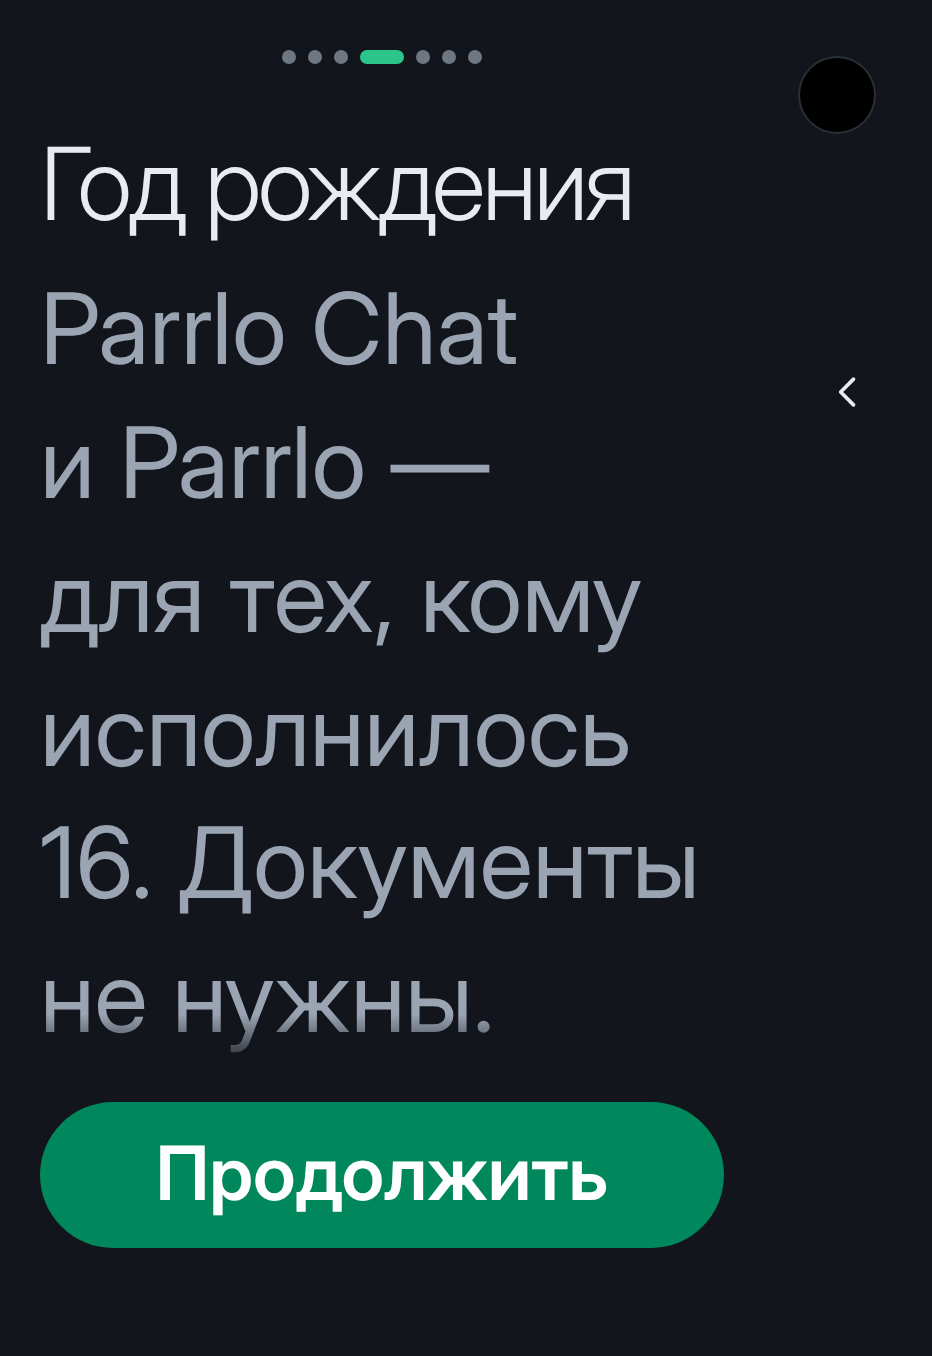 Год рождения
Parrlo Chat
и Parrlo —
для тех, кому
исполнилось
16. Документы
не нужны.
Продолжить